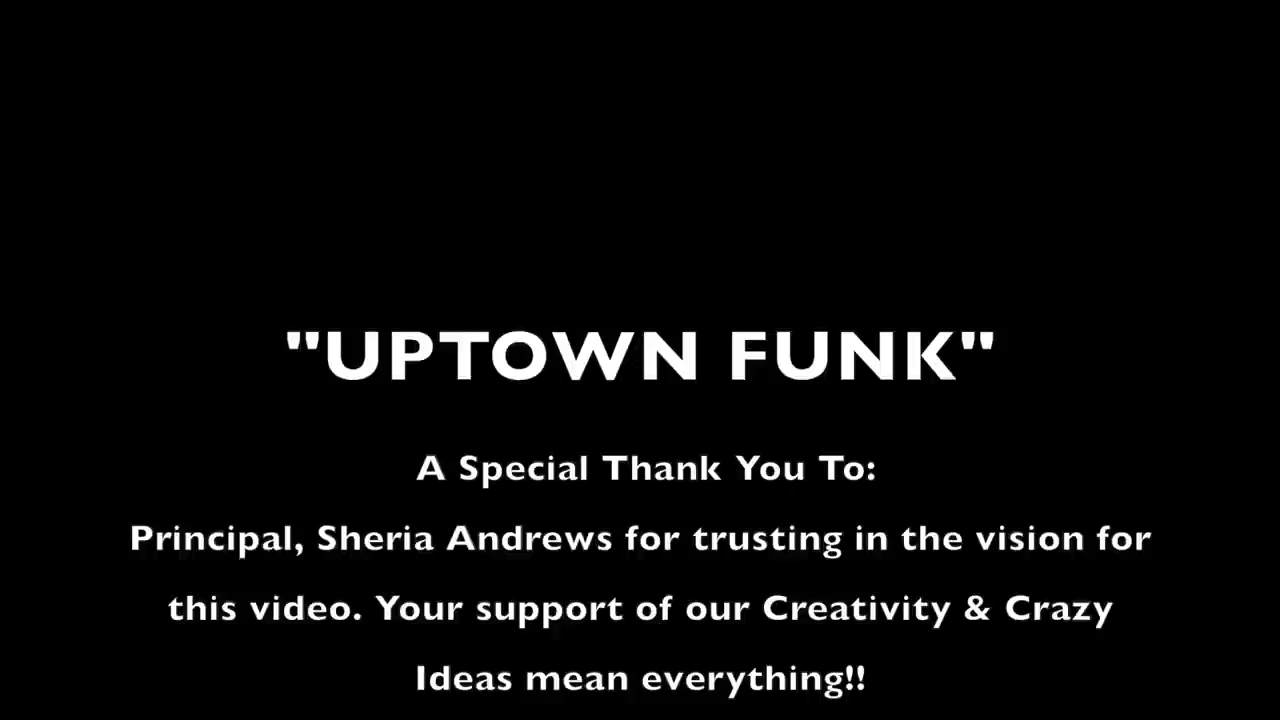 "UPTOWN FUNK"
A Special Thank You To:
Principal, Sheria Andrews for trusting in the vision for
this video. Your support of our Creativity & Crazy
Ideas mean everything!!